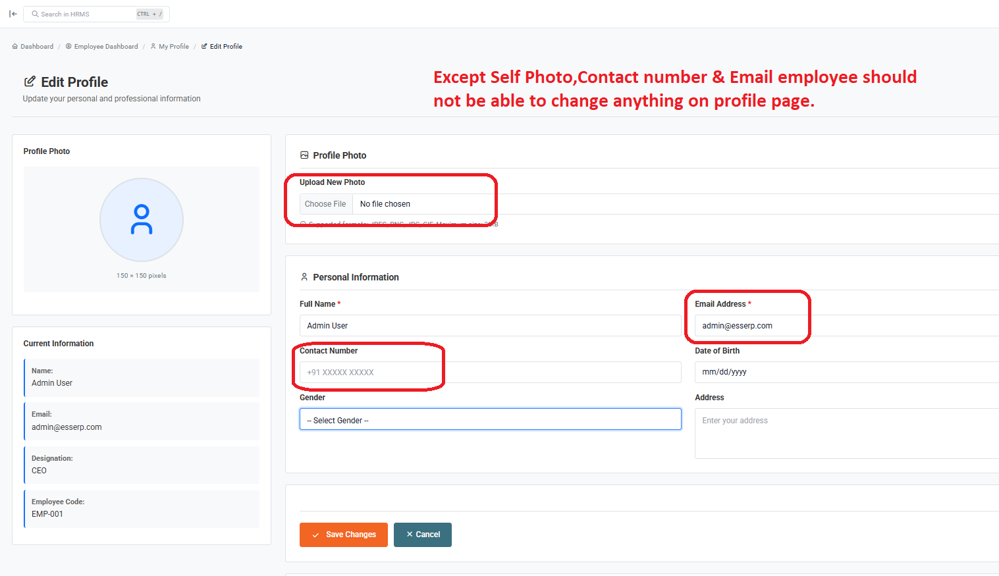 Search in HRMS CTRL + /
Dashboard / Employee Dashboard / My Profile / Edit Profile
Edit Profile
Update your personal and professional information
Except Self Photo,Contact number & Email employee should
not be able to change anything on profile page.
Profile Photo
150 × 150 pixels
Current Information
Name:
Admin User
Email:
admin@esserp.com
Designation:
CEO
Employee Code:
EMP-001
Profile Photo
Upload New Photo
Choose File No file chosen
Supported formats: JPEG, PNG, JPG, GIF. Maximum size: 2MB
Personal Information
Full Name *
Admin User
Email Address *
admin@esserp.com
Contact Number
+91 XXXXX XXXXX
Date of Birth
mm/dd/yyyy
Gender
-- Select Gender --
Address
Enter your address
Save Changes
Cancel